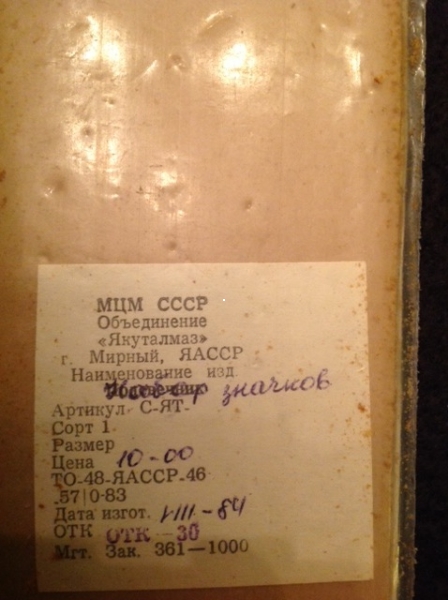 МЦМ СССР
Объединение
«Якуталмаз»
г. Мирный, ЯАССР
Наименование изд
Набор значков
Артикул С-ЯТ-
Сорт 1
Размер
Цена 10-00
ТО-48-ЯАССР-46
.57|0-83
Дата изгот. VIII-84
ОТК ОТК-30
Мгт. Зак. 361—1000